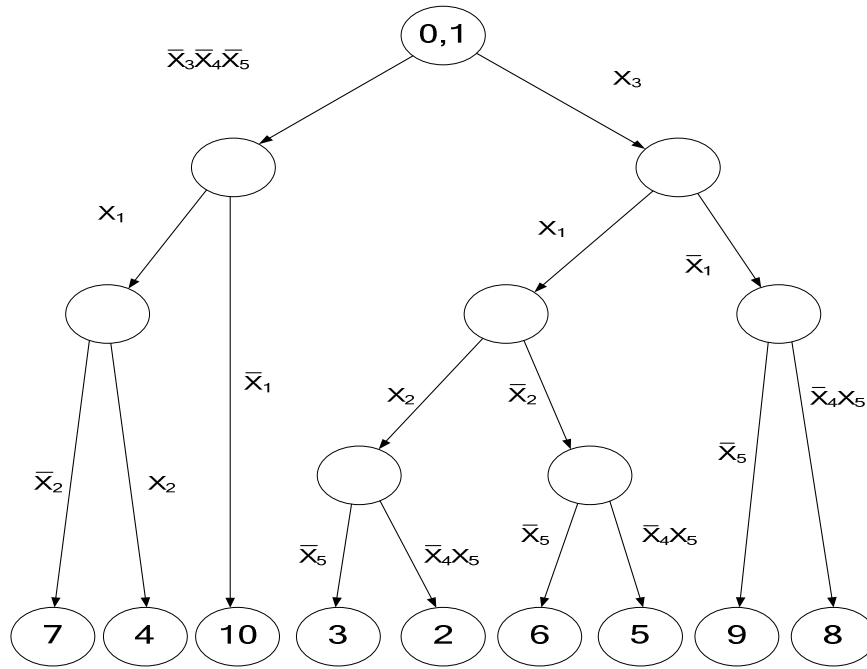 0,1
X̅₃X̅₄X̅₅
X₃
X₁
X₁
X̅₁
X̅₁
X₂
X̅₂
X̅₄X₅
X̅₅
X̅₂
X₂
X̅₅
X̅₄X₅
X̅₅
X̅₄X₅
7 4 10 3 2 6 5 9 8